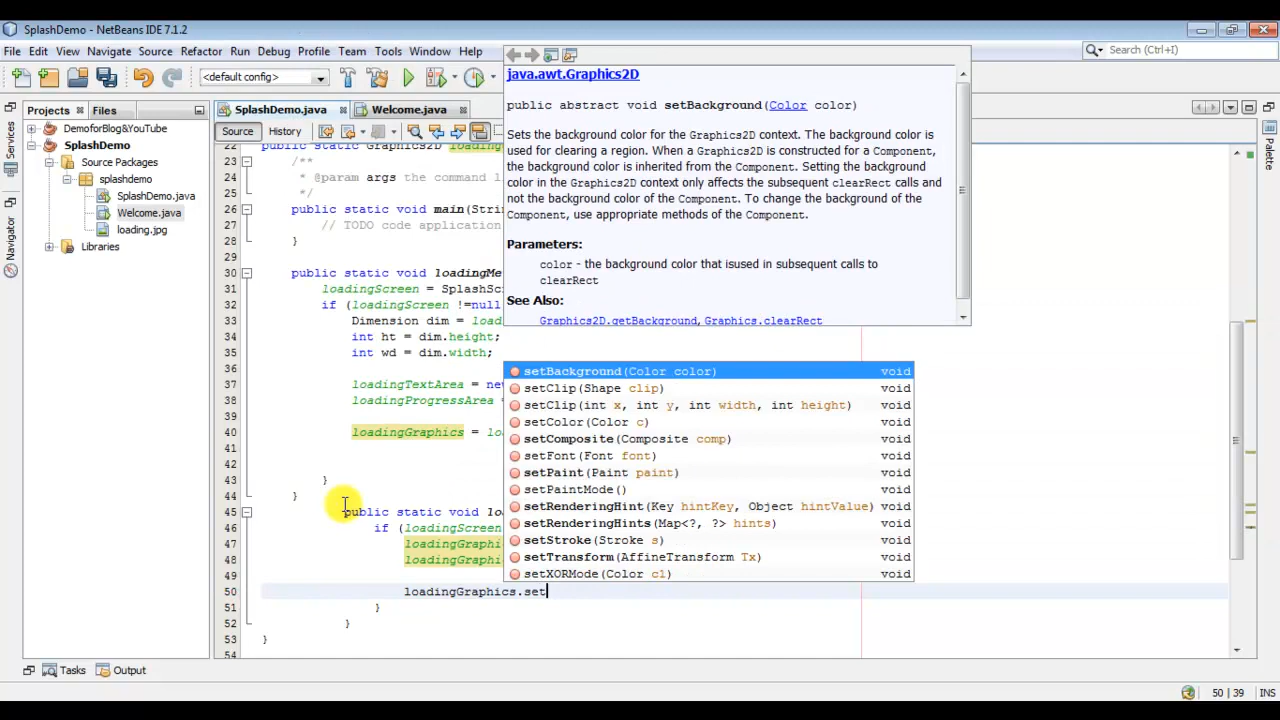 SplashDemo - NetBeans IDE 7.1.2
File Edit View Navigate Source Refactor Run Debug Profile Team Tools Window Help
Search (Ctrl+I)
<default config>
Projects
Files
SplashDemo.java
Welcome.java
Source
History
Services
Navigator
Palette
DemoforBlog&YouTube
SplashDemo
Source Packages
splashdemo
SplashDemo.java
Welcome.java
loading.jpg
Libraries
java.awt.Graphics2D
public abstract void setBackground(Color color)
Sets the background color for the Graphics2D context. The background color is
used for clearing a region. When a Graphics2D is constructed for a Component,
the background color is inherited from the Component. Setting the background
color in the Graphics2D context only affects the subsequent clearRect calls and
not the background color of the Component. To change the background of the
Component, use appropriate methods of the Component.
Parameters:
color - the background color that isused in subsequent calls to
clearRect
See Also:
Graphics2D.getBackground, Graphics.clearRect
22 public static Graphics2D loading
23 /**
24 * @param args the command l
25 */
26 public static void main(Strin
27 // TODO code application
28 }
29
30 public static void loadingMe
31 loadingScreen = SplashScr
32 if (loadingScreen !=null
33 Dimension dim = load
34 int ht = dim.height;
35 int wd = dim.width;
36
37 loadingTextArea = new
38 loadingProgressArea =
39
40 loadingGraphics = loa
41
42
43 }
44 }
45 public static void loa
46 if (loadingScreen
47 loadingGraphi
48 loadingGraphi
49
50 loadingGraphics.set
51 }
52 }
53 }
54
setBackground(Color color) void
setClip(Shape clip) void
setClip(int x, int y, int width, int height) void
setColor(Color c) void
setComposite(Composite comp) void
setFont(Font font) void
setPaint(Paint paint) void
setPaintMode() void
setRenderingHint(Key hintKey, Object hintValue) void
setRenderingHints(Map<?, ?> hints) void
setStroke(Stroke s) void
setTransform(AffineTransform Tx) void
setXORMode(Color c1) void
Tasks
Output
50 | 39
INS